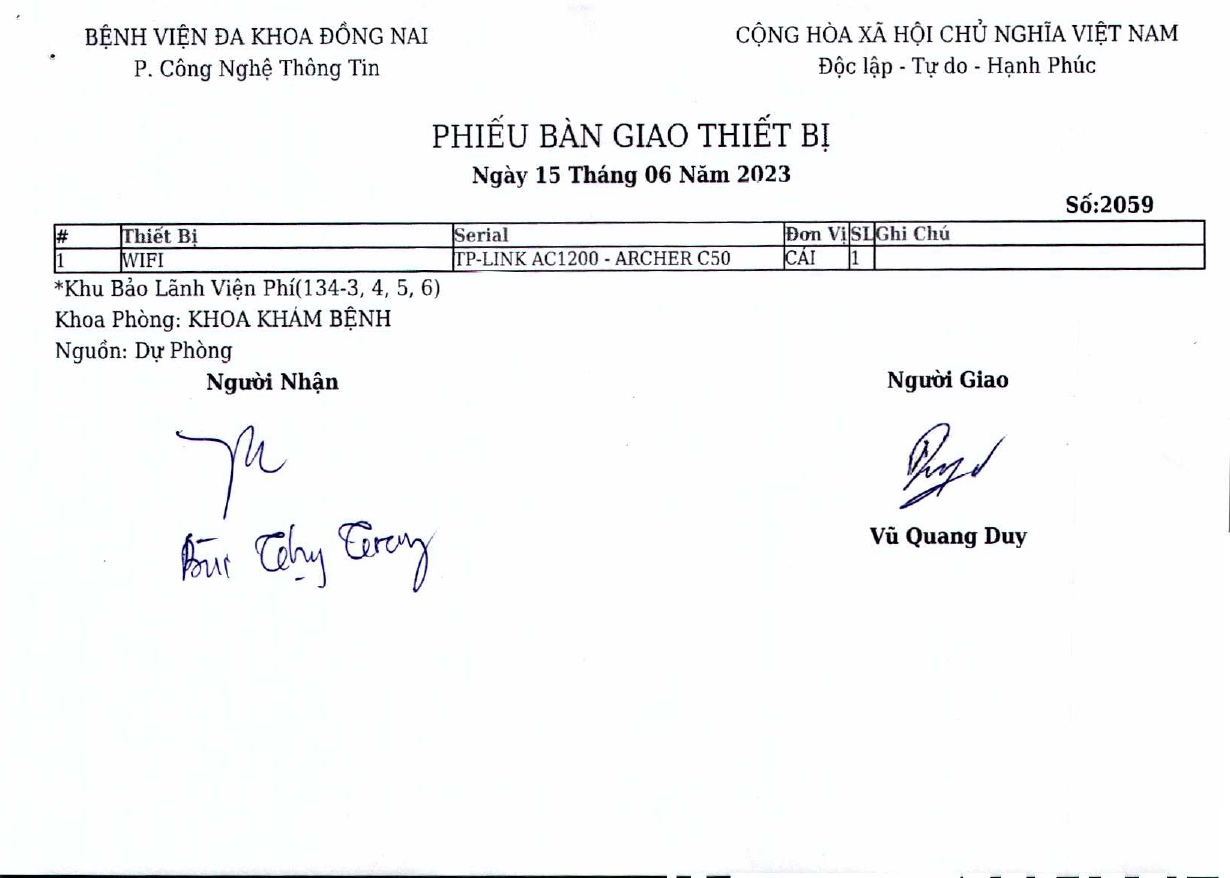 BỆNH VIỆN ĐA KHOA ĐỒNG NAI
P. Công Nghệ Thông Tin
CỘNG HÒA XÃ HỘI CHỦ NGHĨA VIỆT NAM
Độc lập - Tự do - Hạnh Phúc
PHIẾU BÀN GIAO THIẾT BỊ
Ngày 15 Tháng 06 Năm 2023
Số:2059
# Thiết Bị Serial Đơn Vị SL Ghi Chú
1 WIFI TP-LINK AC1200 - ARCHER C50 CÁI 1
*Khu Bảo Lãnh Viện Phí(134-3, 4, 5, 6)
Khoa Phòng: KHOA KHÁM BỆNH
Nguồn: Dự Phòng
Người Nhận
Người Giao
Vũ Quang Duy